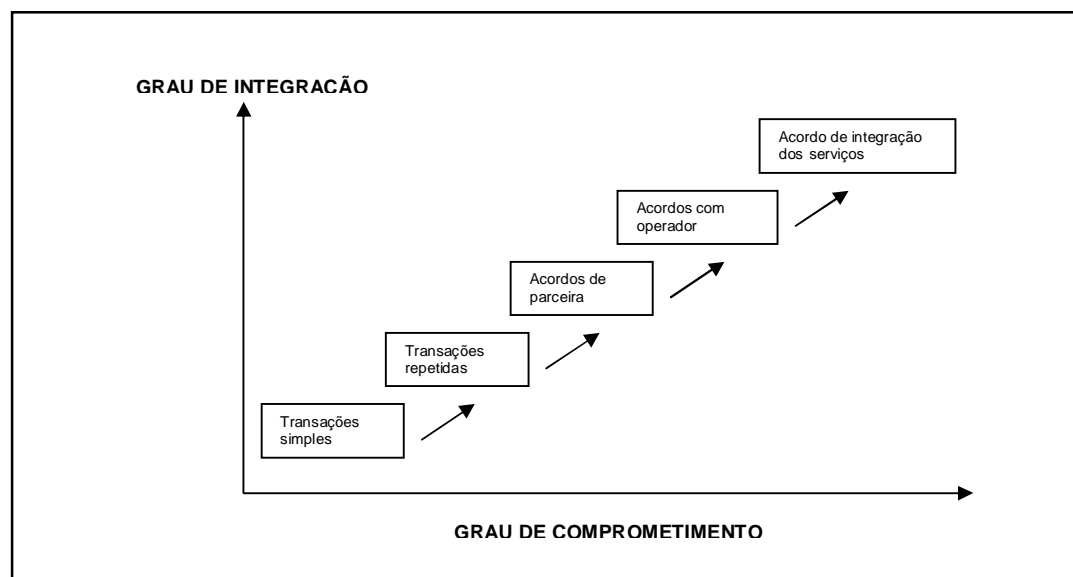 GRAU DE INTEGRAÇÃO
Acordo de integração
dos serviços
Acordos com
operador
Acordos de
parceira
Transações
repetidas
Transações
simples
GRAU DE COMPROMETIMENTO